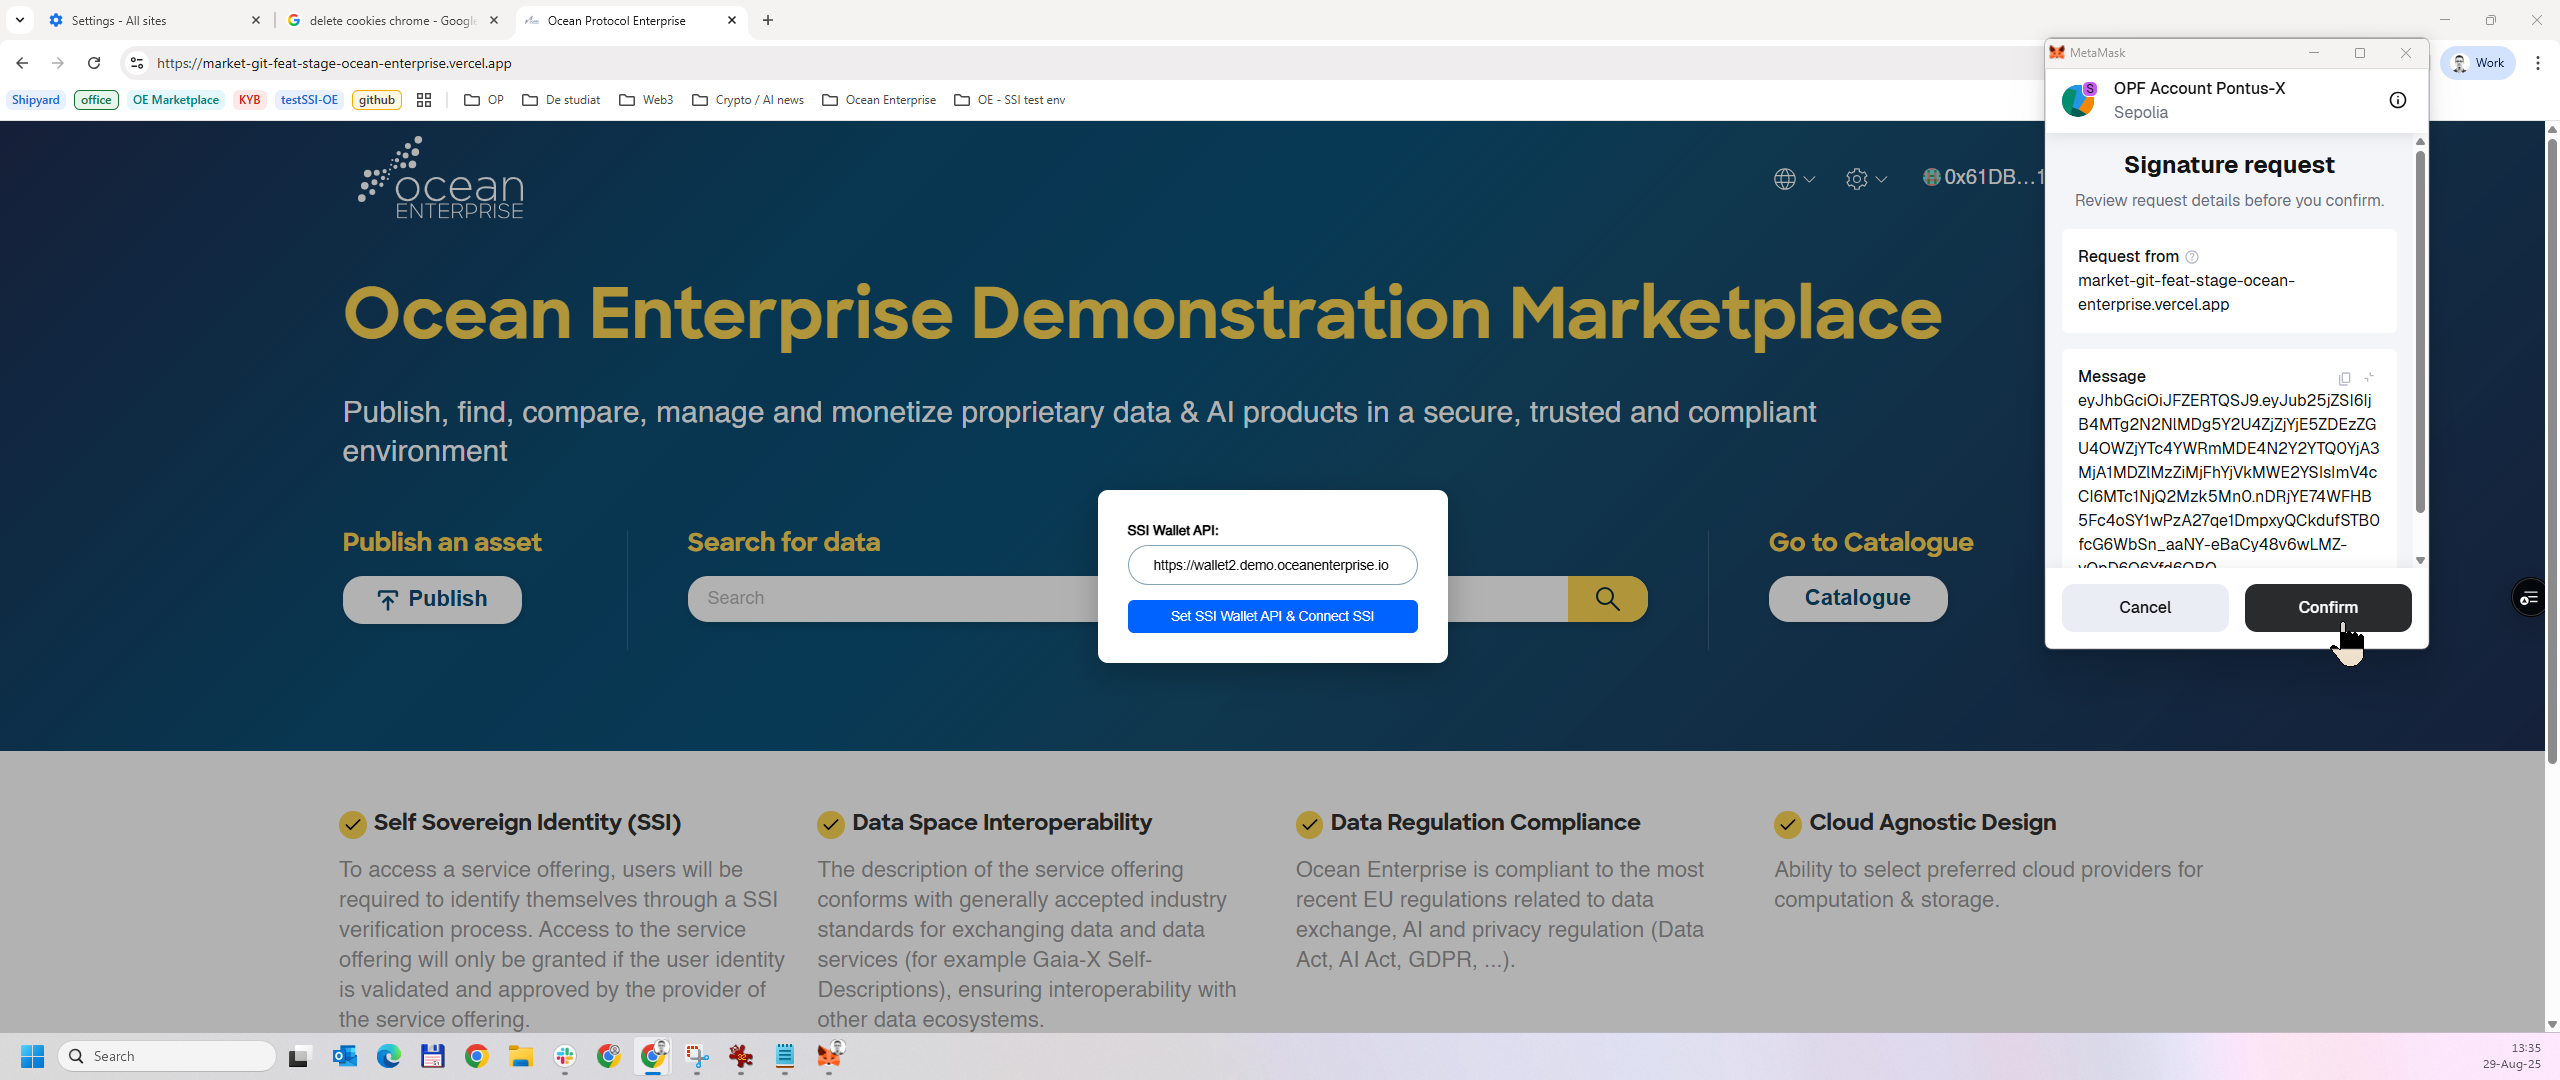 Settings - All sites
delete cookies chrome - Google
Ocean Protocol Enterprise
https://market-git-feat-stage-ocean-enterprise.vercel.app
Work
Shipyard
office
OE Marketplace
KYB
testSSI-OE
github
OP
De studiat
Web3
Crypto / AI news
Ocean Enterprise
OE - SSI test env
ocean
ENTERPRISE
0x61DB...1
Ocean Enterprise Demonstration Marketplace
Publish, find, compare, manage and monetize proprietary data & AI products in a secure, trusted and compliant
environment
Publish an asset
Publish
Search for data
Search
Go to Catalogue
Catalogue
SSI Wallet API:
https://wallet2.demo.oceanenterprise.io
Set SSI Wallet API & Connect SSI
MetaMask
S
OPF Account Pontus-X
Sepolia
Signature request
Review request details before you confirm.
Request from
market-git-feat-stage-ocean-
enterprise.vercel.app
Message
eyJhbGciOiJFZERTQSJ9.eyJub25jZSI6Ij
B4MTg2N2NlMDg5Y2U4ZjZjYjE5ZDEzZG
U4OWZjYTc4YWRmMDE4N2Y2YTQ0YjA3
MjA1MDZlMzZiMjFhYjVkMWE2YSIsImV4c
CI6MTc1NjQ2Mzk5Mn0.nDRjYE74WFHB
5Fc4oSY1wPzA27qe1DmpxyQCkdufSTB0
fcG6WbSn_aaNY-eBaCy48v6wLMZ-
Cancel
Confirm
Self Sovereign Identity (SSI)
To access a service offering, users will be
required to identify themselves through a SSI
verification process. Access to the service
offering will only be granted if the user identity
is validated and approved by the provider of
the service offering.
Data Space Interoperability
The description of the service offering
conforms with generally accepted industry
standards for exchanging data and data
services (for example Gaia-X Self-
Descriptions), ensuring interoperability with
other data ecosystems.
Data Regulation Compliance
Ocean Enterprise is compliant to the most
recent EU regulations related to data
exchange, AI and privacy regulation (Data
Act, AI Act, GDPR, ...).
Cloud Agnostic Design
Ability to select preferred cloud providers for
computation & storage.
Search
13:35
29-Aug-25